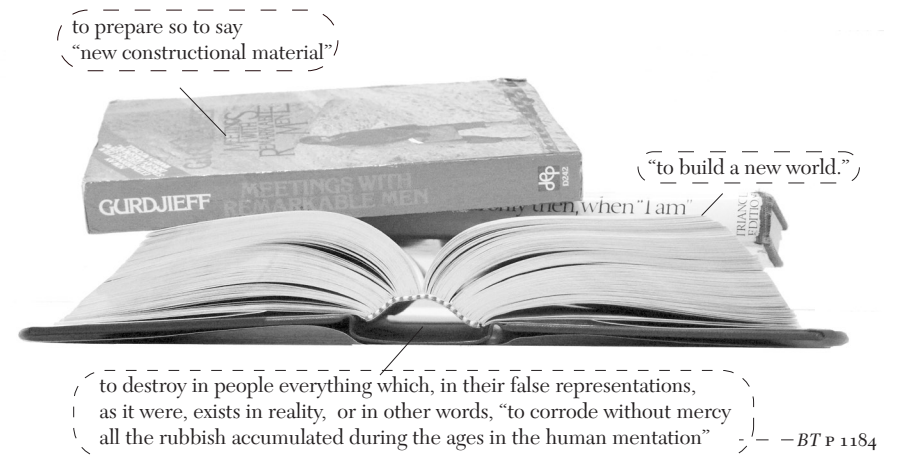 to prepare so to say
“new constructional material”
“to build a new world.”
GURDJIEFF
MEETINGS WITH
REMARKABLE MEN
only then, when “I am”
TRIANGLE
EDITIONS
to destroy in people everything which, in their false representations,
as it were, exists in reality,  or in other words, “to corrode without mercy
all the rubbish accumulated during the ages in the human mentation”
BT P 1184